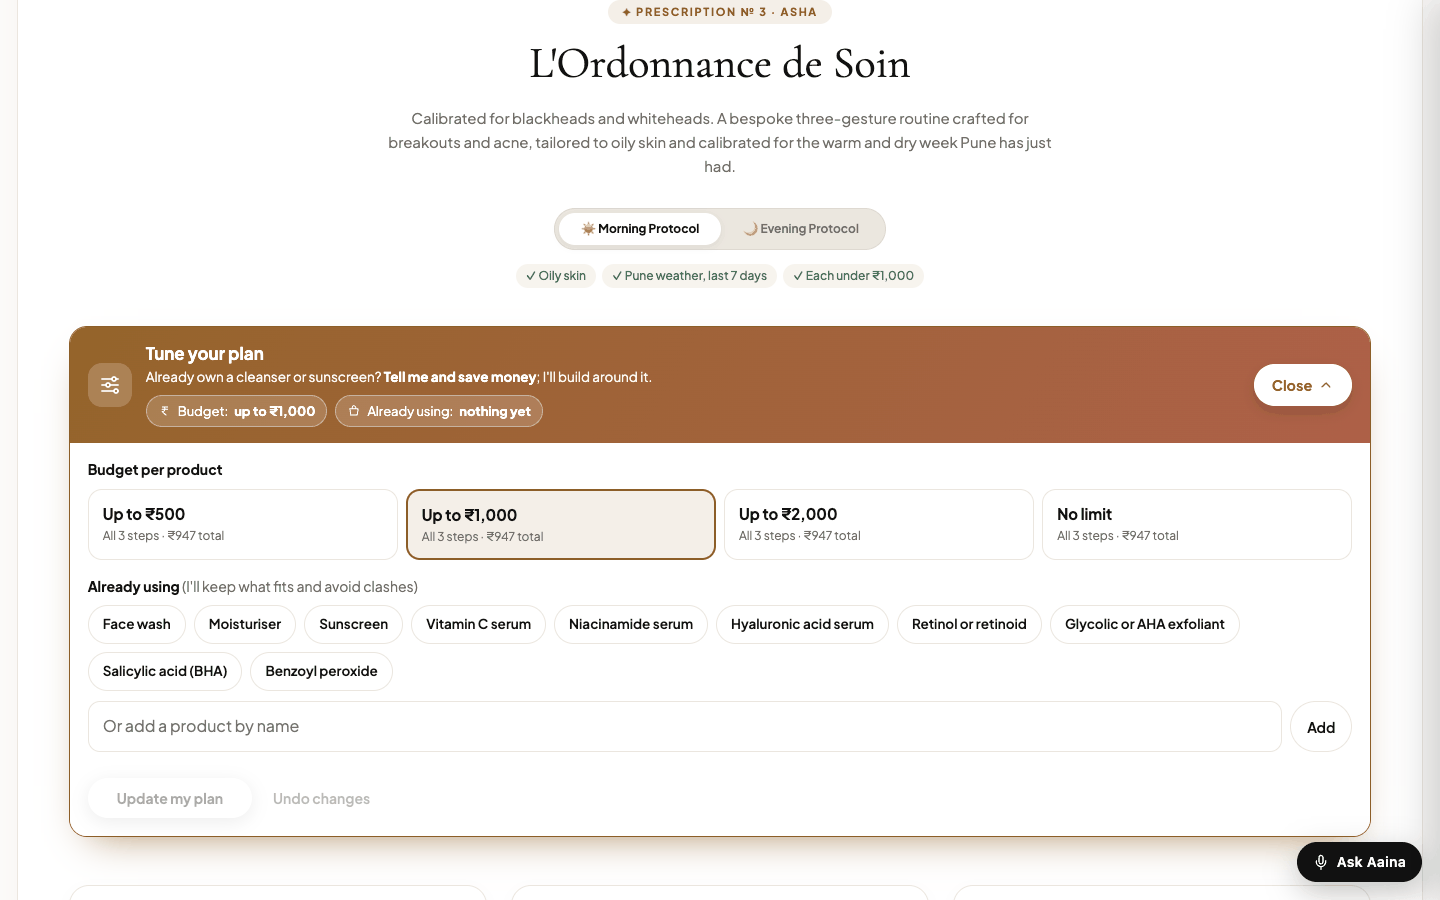 ✦ PRESCRIPTION Nº 3 · ASHA
L'Ordonnance de Soin
Calibrated for blackheads and whiteheads. A bespoke three-gesture routine crafted for
breakouts and acne, tailored to oily skin and calibrated for the warm and dry week Pune has just
had.
Morning Protocol
Evening Protocol
✓ Oily skin
✓ Pune weather, last 7 days
✓ Each under ₹1,000
Tune your plan
Already own a cleanser or sunscreen? Tell me and save money; I'll build around it.
₹ Budget: up to ₹1,000
Already using: nothing yet
Close
Budget per product
Up to ₹500
All 3 steps · ₹947 total
Up to ₹1,000
All 3 steps · ₹947 total
Up to ₹2,000
All 3 steps · ₹947 total
No limit
All 3 steps · ₹947 total
Already using (I'll keep what fits and avoid clashes)
Face wash
Moisturiser
Sunscreen
Vitamin C serum
Niacinamide serum
Hyaluronic acid serum
Retinol or retinoid
Glycolic or AHA exfoliant
Salicylic acid (BHA)
Benzoyl peroxide
Or add a product by name
Add
Update my plan
Undo changes
Ask Aaina